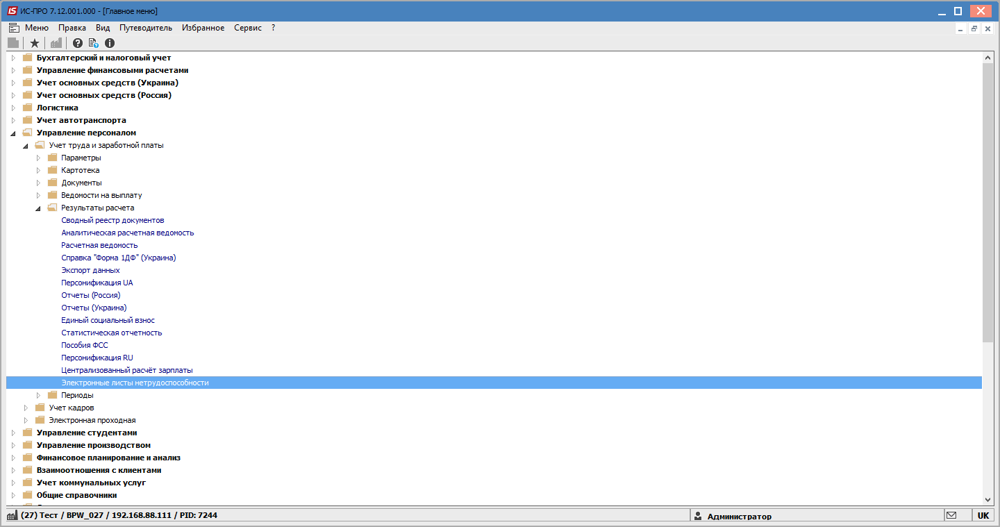 ИС-ПРО 7.12.001.000 - [Главное меню]
Меню Правка Вид Путеводитель Избранное Сервис ?
Бухгалтерский и налоговый учет
Управление финансовыми расчетами
Учет основных средств (Украина)
Учет основных средств (Россия)
Логистика
Учет автотранспорта
Управление персоналом
Учет труда и заработной платы
Параметры
Картотека
Документы
Ведомости на выплату
Результаты расчета
Сводный реестр документов
Аналитическая расчетная ведомость
Расчетная ведомость
Справка "Форма 1ДФ" (Украина)
Экспорт данных
Персонификация UA
Отчеты (Россия)
Отчеты (Украина)
Единый социальный взнос
Статистическая отчетность
Пособия ФСС
Персонификация RU
Централизованный расчёт зарплаты
Электронные листы нетрудоспособности
Периоды
Учет кадров
Электронная проходная
Управление студентами
Управление производством
Финансовое планирование и анализ
Взаимоотношения с клиентами
Учет коммунальных услуг
Общие справочники
(27) Тест / BPW_027 / 192.168.88.111 / PID: 7244 Администратор UK